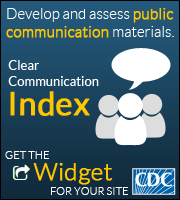 Develop and assess public
communication materials.
Clear
Communication
Index
GET THE
Widget
FOR YOUR SITE
CDC